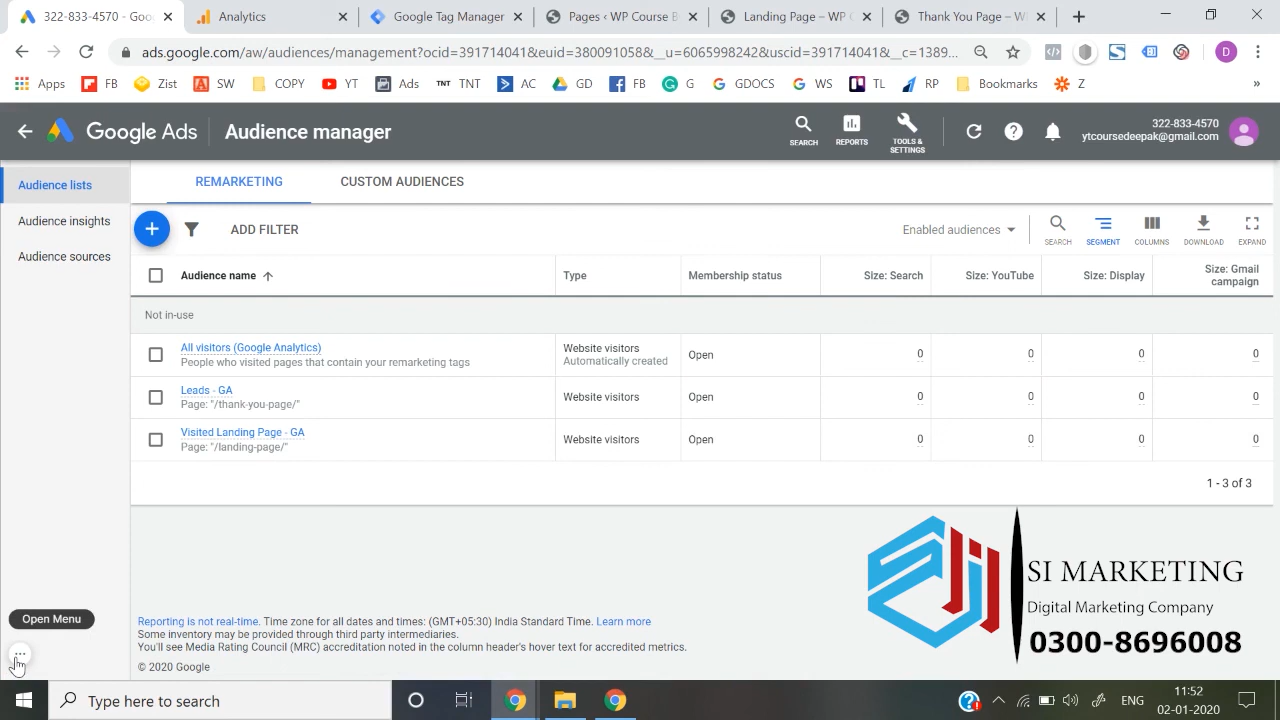 322-833-4570 - Goo
Analytics
Google Tag Manager
Pages ‹ WP Course B
Landing Page – WP C
Thank You Page – W
ads.google.com/aw/audiences/management?ocid=391714041&euid=3800910588&__u=6065998242&uscid=391714041&__c=1389...
D
Apps
FB
Zist
SW
COPY
YT
Ads
TNT TNT
AC
GD
FB
G
GDOCS
WS
TL
RP
Bookmarks
Z
»
Google Ads
Audience manager
SEARCH
REPORTS
TOOLS &
SETTINGS
322-833-4570
ytcoursedeepak@gmail.com
Audience lists
Audience insights
Audience sources
REMARKETING
CUSTOM AUDIENCES
ADD FILTER
Enabled audiences
SEARCH
SEGMENT
COLUMNS
DOWNLOAD
EXPAND
Audience name
Type
Membership status
Size: Search
Size: YouTube
Size: Display
Size: Gmail
campaign
Not in-use
All visitors (Google Analytics)
People who visited pages that contain your remarketing tags
Website visitors
Automatically created
Open
0
0
0
0
Leads - GA
Page: "/thank-you-page/"
Website visitors
Open
0
0
0
0
Visited Landing Page - GA
Page: "/landing-page/"
Website visitors
Open
0
0
0
0
1 - 3 of 3
Open Menu
Reporting is not real-time. Time zone for all dates and times: (GMT+05:30) India Standard Time. Learn more
Some inventory may be provided through third party intermediaries.
You'll see Media Rating Council (MRC) accreditation noted in the column header's hover text for accredited metrics.
© 2020 Google
SI MARKETING
Digital Marketing Company
0300-8696008
Type here to search
ENG
11:52
02-01-2020